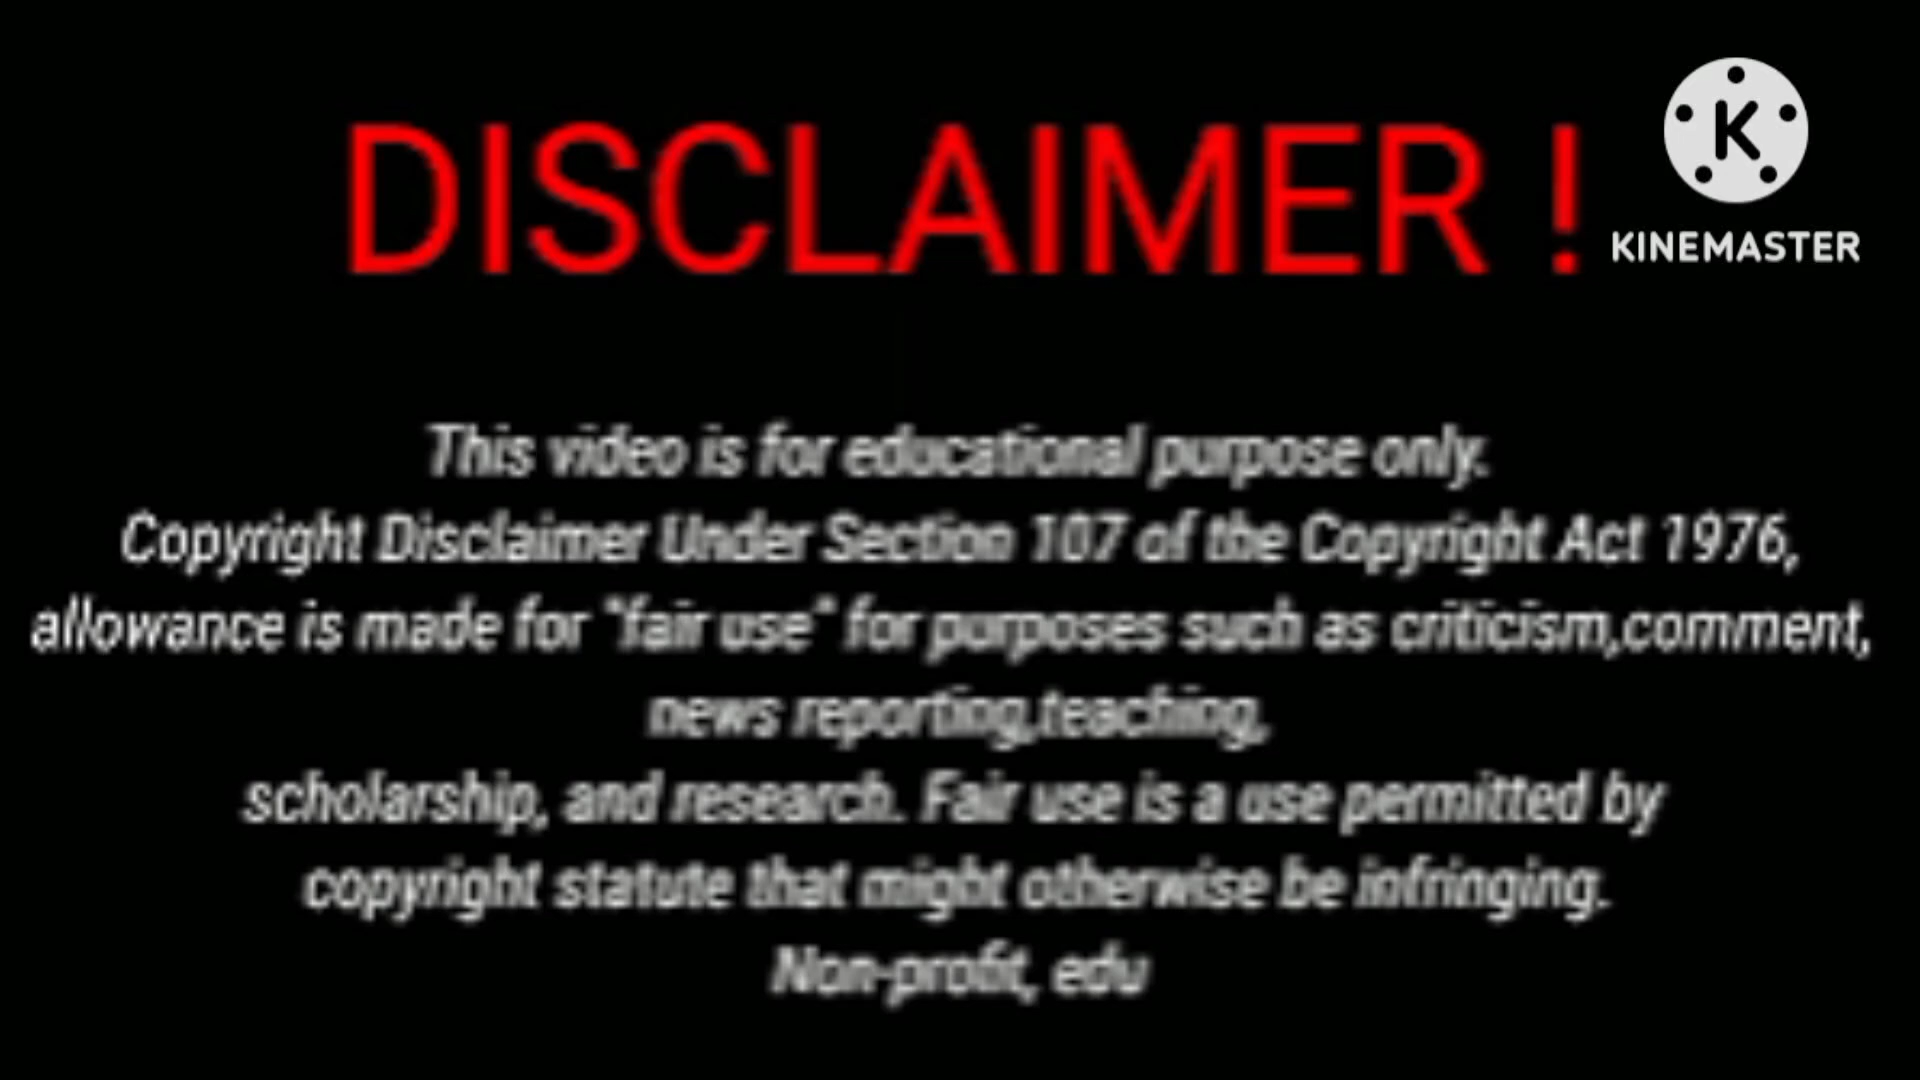 DISCLAIMER !
KINEMASTER
This video is for educational purpose only.
Copyright Disclaimer Under Section 107 of the Copyright Act 1976,
allowance is made for "fair use" for purposes such as criticism,comment,
news reporting,teaching,
scholarship, and research. Fair use is a use permitted by
copyright statute that might otherwise be infringing.
Non-profit, edu